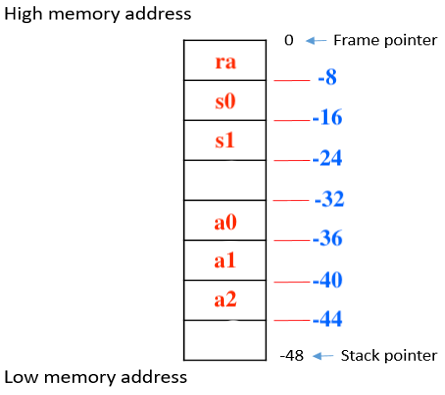 High memory address
0 Frame pointer
ra
-8
s0
-16
s1
-24
-32
a0
-36
a1
-40
a2
-44
-48 Stack pointer
Low memory address